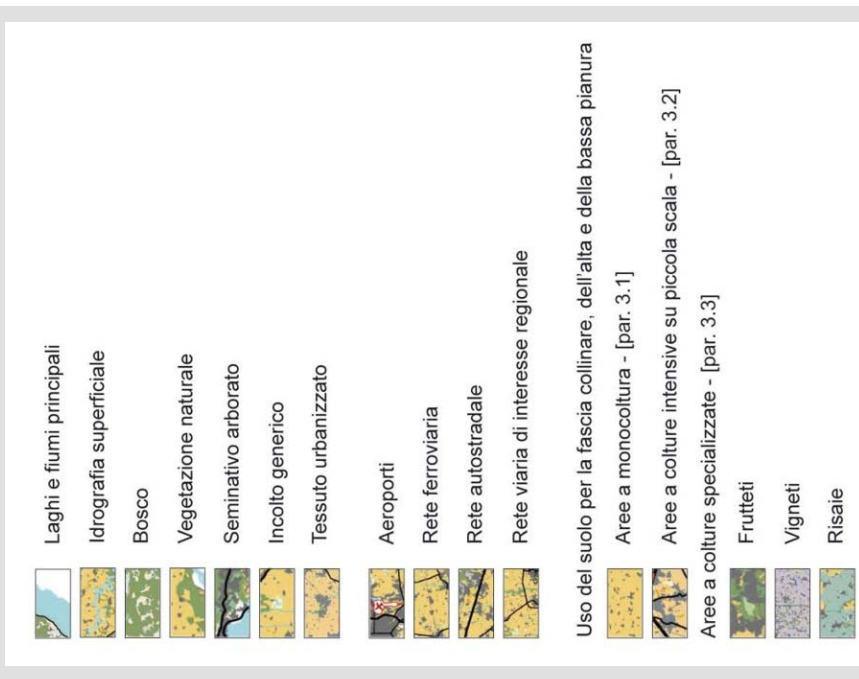 Laghi e fiumi principali
Idrografia superficiale
Bosco
Vegetazione naturale
Seminativo arborato
Incolto generico
Tessuto urbanizzato
Aeroporti
Rete ferroviaria
Rete autostradale
Rete viaria di interesse regionale
Uso del suolo per la fascia collinare, dell'alta e della bassa pianura
Aree a monocoltura - [par. 3.1]
Aree a colture intensive su piccola scala - [par. 3.2]
Aree a colture specializzate - [par. 3.3]
Frutteti
Vigneti
Risaie